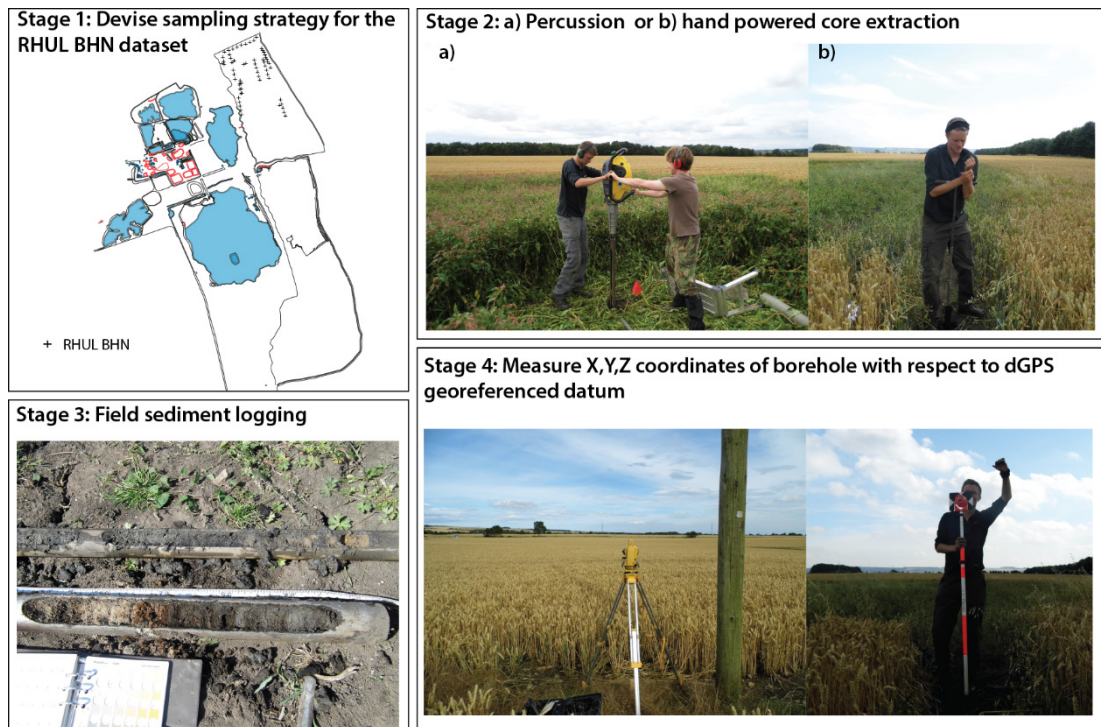 Stage 1: Devise sampling strategy for the
RHUL BHN dataset
+ RHUL BHN
Stage 2: a) Percussion or b) hand powered core extraction
a)
b)
Stage 3: Field sediment logging
Stage 4: Measure X,Y,Z coordinates of borehole with respect to dGPS
georeferenced datum